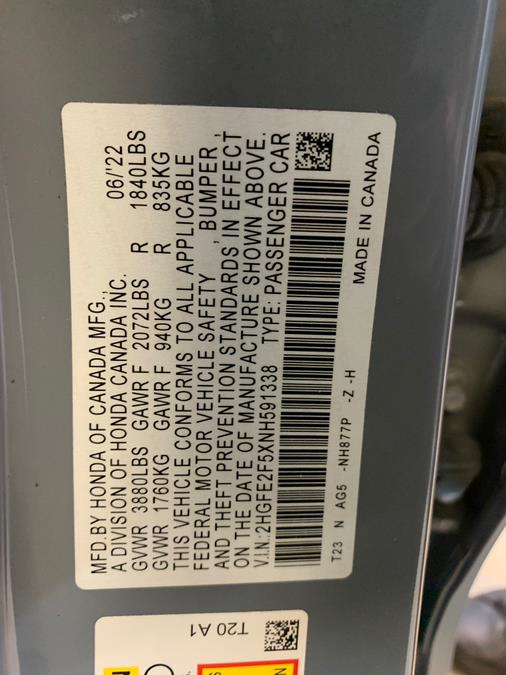 MFD.BY HONDA OF CANADA MFG., 06/'22
A DIVISION OF HONDA CANADA INC.
GVWR 3880LBS GAWR F 2072LBS R 1840LBS
GVWR 1760KG GAWR F 940KG R 835KG
THIS VEHICLE CONFORMS TO ALL APPLICABLE
FEDERAL MOTOR VEHICLE SAFETY , BUMPER ,
AND THEFT PREVENTION STANDARDS , IN EFFECT
ON THE DATE OF MANUFACTURE SHOWN ABOVE.
V.I.N.:2HGFE2F5XNH591338 TYPE: PASSENGER CAR
T23 N AG5 -NH877P -Z -H
MADE IN CANADA
T20 A1